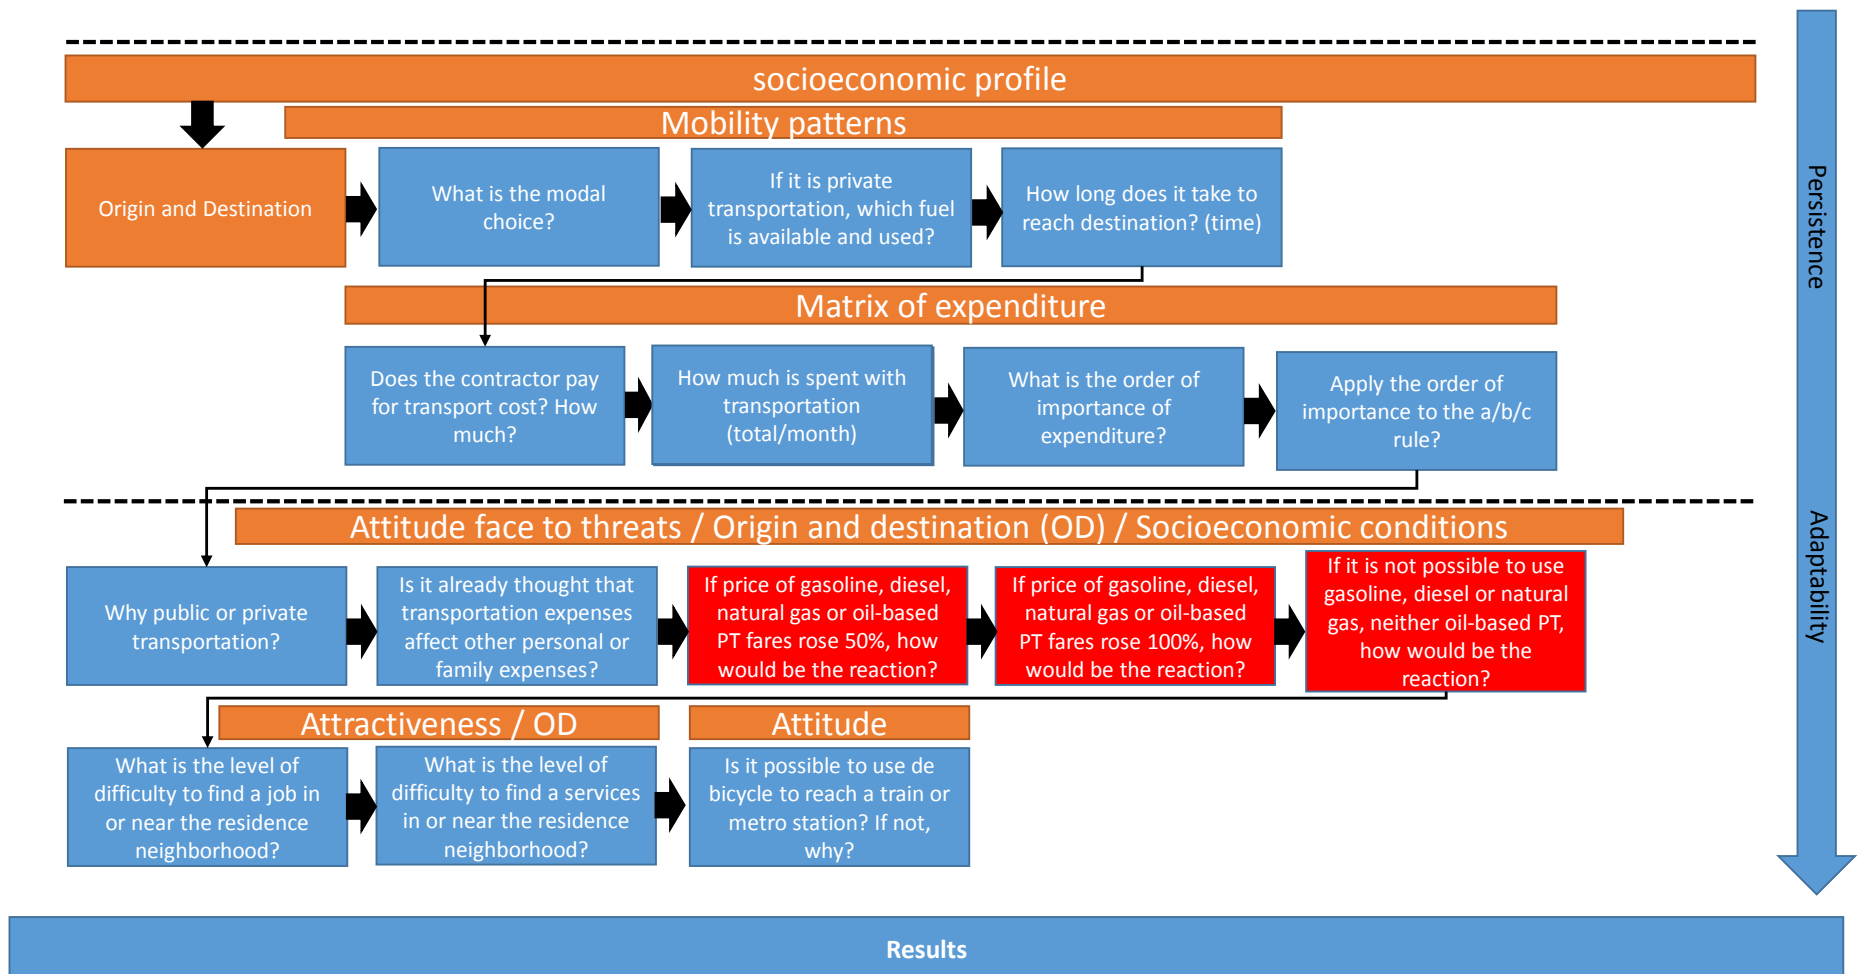 socioeconomic profile
Mobility patterns
Origin and Destination
What is the modal
choice?
If it is private
transportation, which fuel
is available and used?
How long does it take to
reach destination? (time)
Persistence
Matrix of expenditure
Does the contractor pay
for transport cost? How
much?
How much is spent with
transportation
(total/month)
What is the order of
importance of
expenditure?
Apply the order of
importance to the a/b/c
rule?
Attitude face to threats / Origin and destination (OD) / Socioeconomic conditions
Adaptability
Why public or private
transportation?
Is it already thought that
transportation expenses
affect other personal or
family expenses?
If price of gasoline, diesel,
natural gas or oil-based
PT fares rose 50%, how
would be the reaction?
If price of gasoline, diesel,
natural gas or oil-based
PT fares rose 100%, how
would be the reaction?
If it is not possible to use
gasoline, diesel or natural
gas, neither oil-based PT,
how would be the
reaction?
Attractiveness / OD
Attitude
What is the level of
difficulty to find a job in
or near the residence
neighborhood?
What is the level of
difficulty to find a services
in or near the residence
neighborhood?
Is it possible to use de
bicycle to reach a train or
metro station? If not,
why?
Results